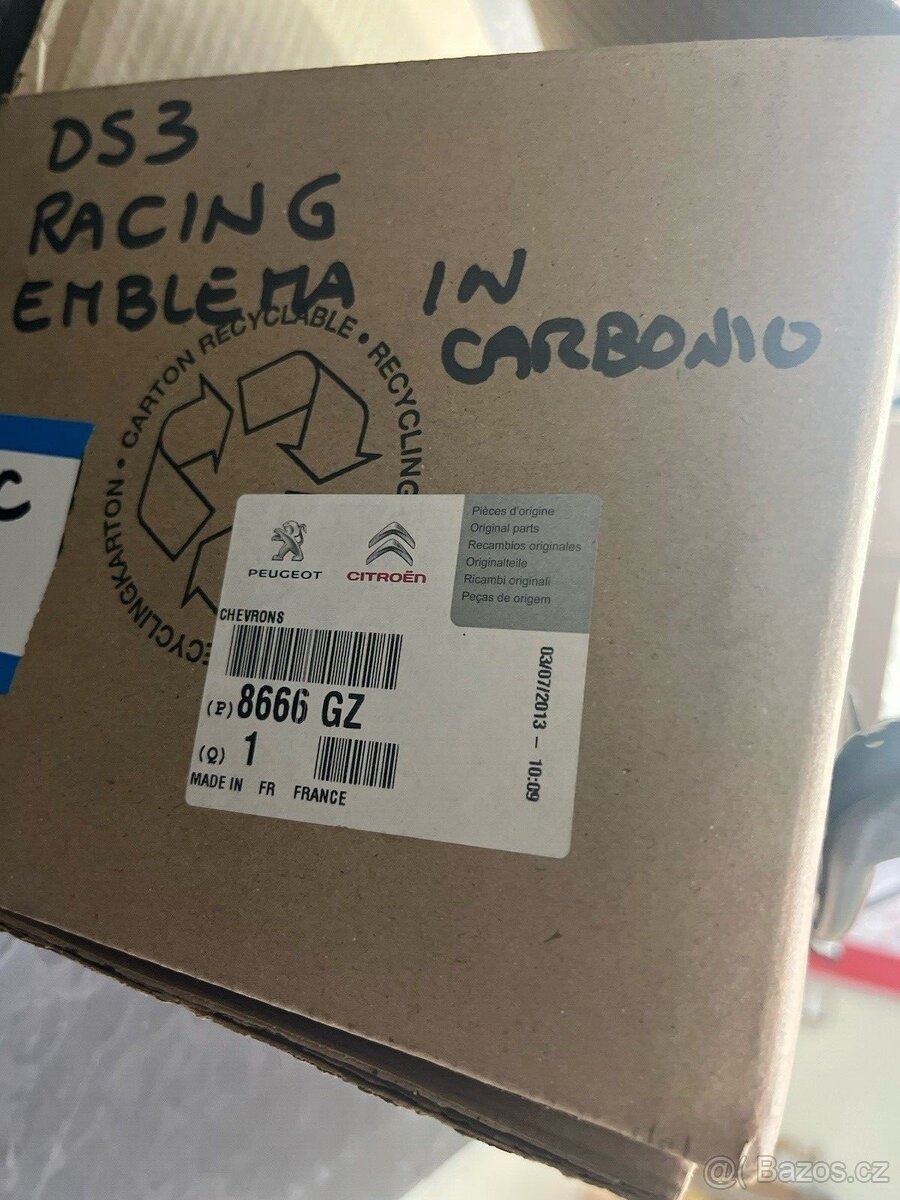 DS3
RACING
EMBLEMA IN
CARBONIO
CARTON RECYCLABLE • RECYCLING
RECYCLINGKARTON •
C
PEUGEOT
CITROËN
Pièces d'origine
Original parts
Recambios originales
Originalteile
Ricambi originali
Peças de origem
CHEVRONS
(P) 8666 GZ
(Q) 1
MADE IN FR FRANCE
03/07/2013 - 10:09
@( Bazos.cz